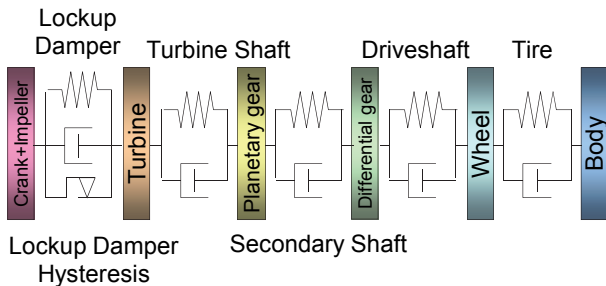 Lockup
Damper
Turbine Shaft
Driveshaft
Tire
Crank+Impeller
Turbine
Planetary gear
Differential gear
Wheel
Body
Lockup Damper
Hysteresis
Secondary Shaft